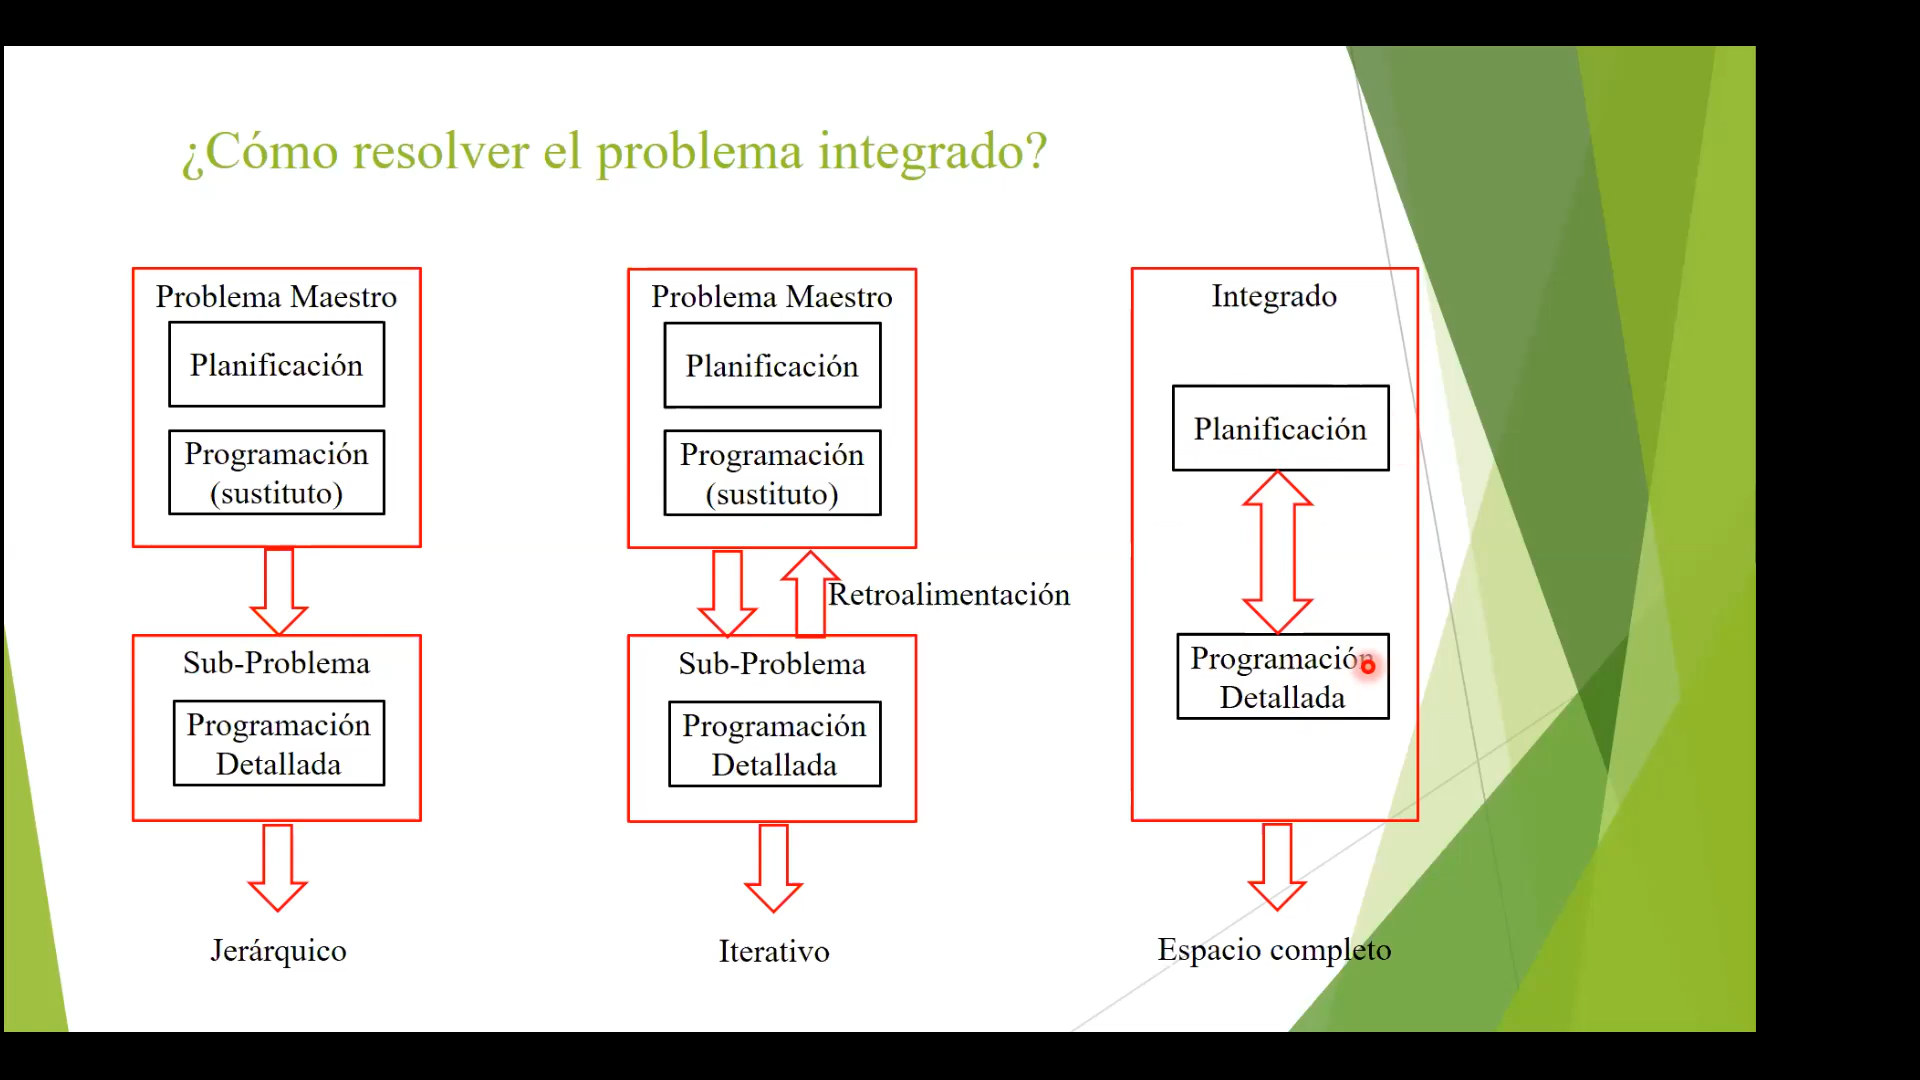 ¿Cómo resolver el problema integrado?
Problema Maestro
Planificación
Programación
(sustituto)
Sub-Problema
Programación
Detallada
Jerárquico
Problema Maestro
Planificación
Programación
(sustituto)
Retroalimentación
Sub-Problema
Programación
Detallada
Iterativo
Integrado
Planificación
Programación
Detallada
Espacio completo